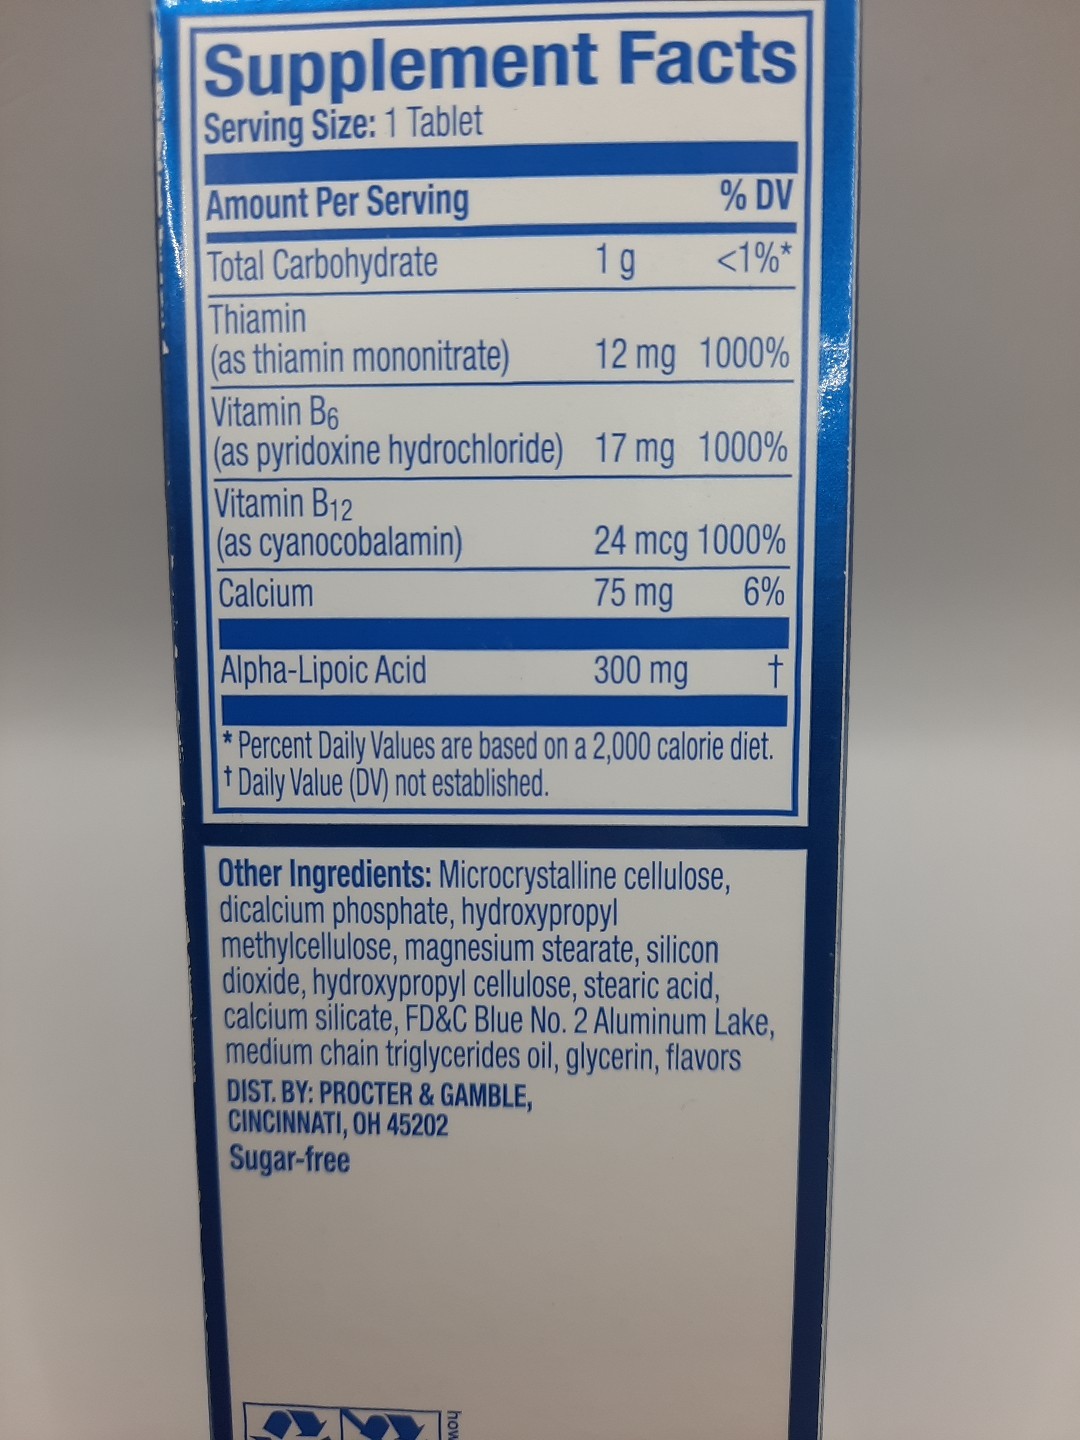 Supplement Facts
Serving Size: 1 Tablet
Amount Per Serving % DV
Total Carbohydrate 1 g <1%*
Thiamin
(as thiamin mononitrate) 12 mg 1000%
Vitamin B6
(as pyridoxine hydrochloride) 17 mg 1000%
Vitamin B12
(as cyanocobalamin) 24 mcg 1000%
Calcium 75 mg 6%
Alpha-Lipoic Acid 300 mg †
* Percent Daily Values are based on a 2,000 calorie diet.
† Daily Value (DV) not established.
Other Ingredients: Microcrystalline cellulose,
dicalcium phosphate, hydroxypropyl
methylcellulose, magnesium stearate, silicon
dioxide, hydroxypropyl cellulose, stearic acid,
calcium silicate, FD&C Blue No. 2 Aluminum Lake,
medium chain triglycerides oil, glycerin, flavors
DIST. BY: PROCTER & GAMBLE,
CINCINNATI, OH 45202
Sugar-free